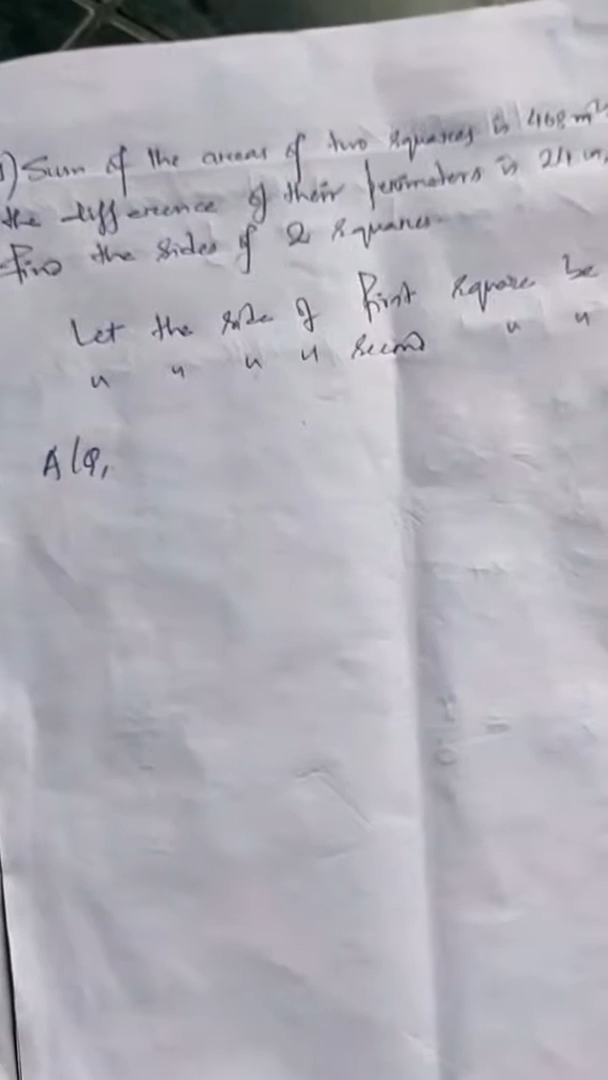 1) Sum of the areas of two squares is 468 m²
the difference of their perimeters is 24 m.
Find the sides of 2 squares.
Let the side of first square be
" " " " second " "
A/Q,